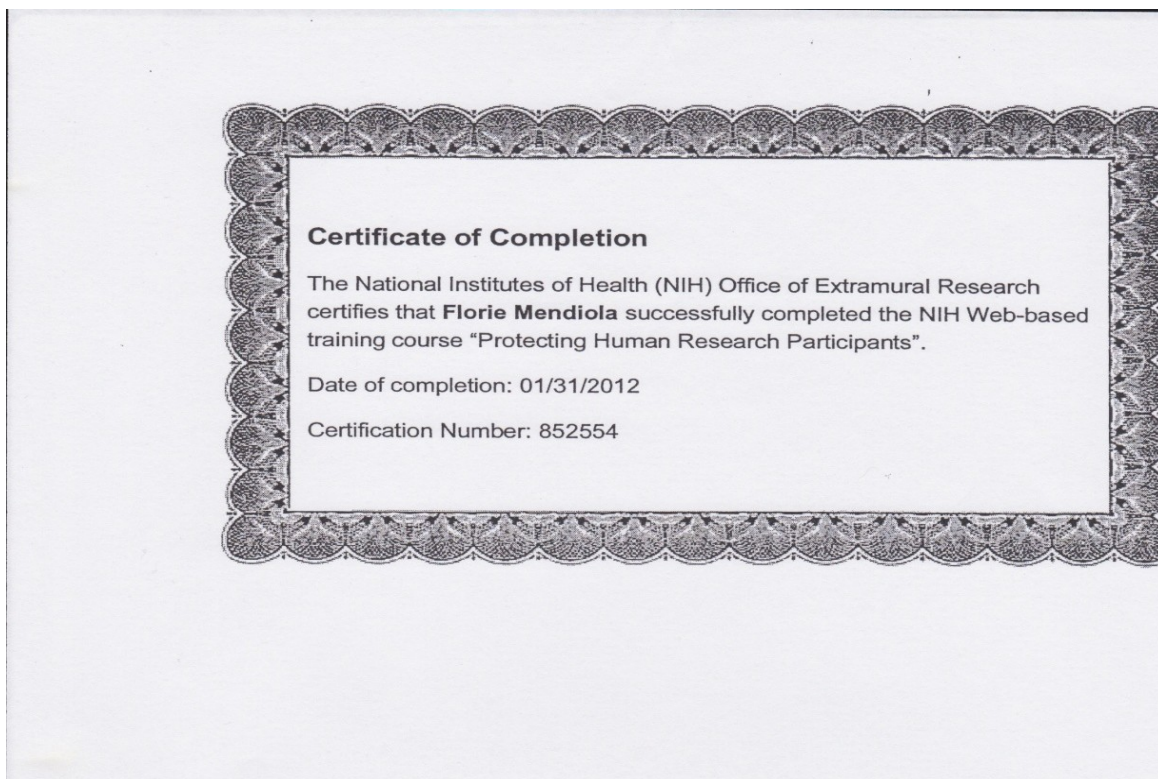 Certificate of Completion
The National Institutes of Health (NIH) Office of Extramural Research
certifies that Florie Mendiola successfully completed the NIH Web-based
training course “Protecting Human Research Participants”.
Date of completion: 01/31/2012
Certification Number: 852554